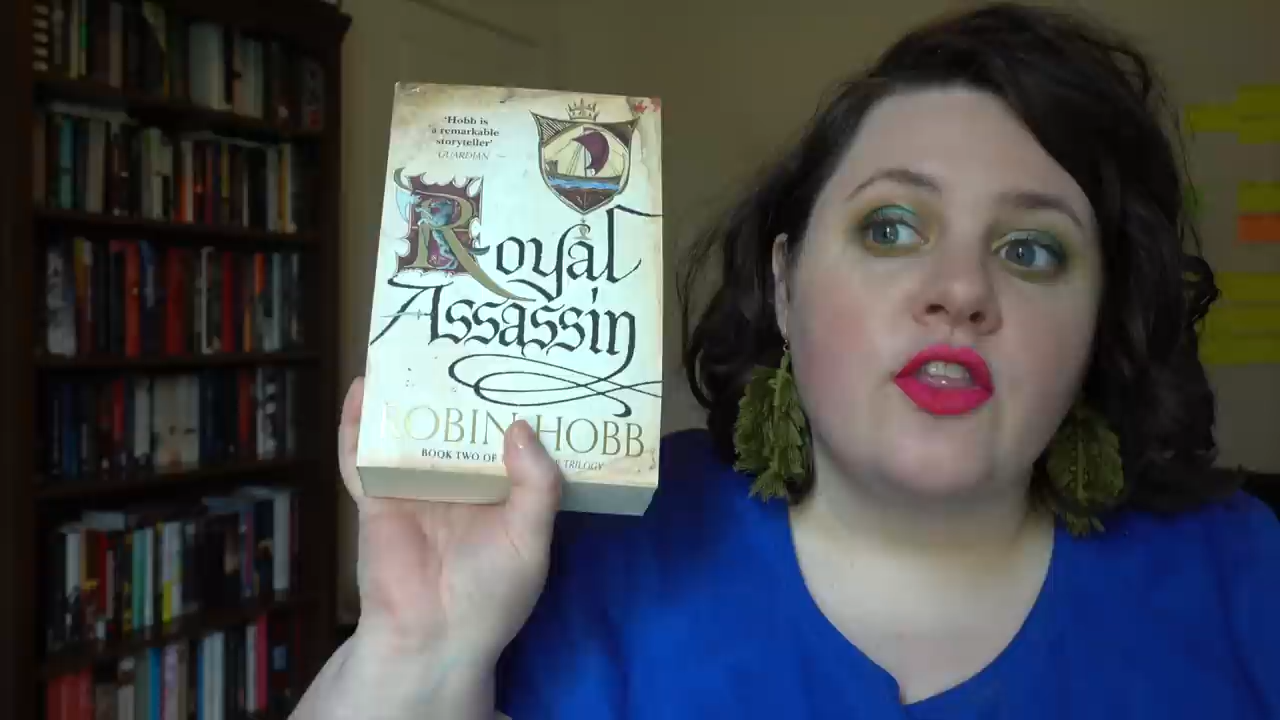 'Hobb is
a remarkable
storyteller'
GUARDIAN
Royal
Assassin
ROBIN HOBB
BOOK TWO OF TRILOGY